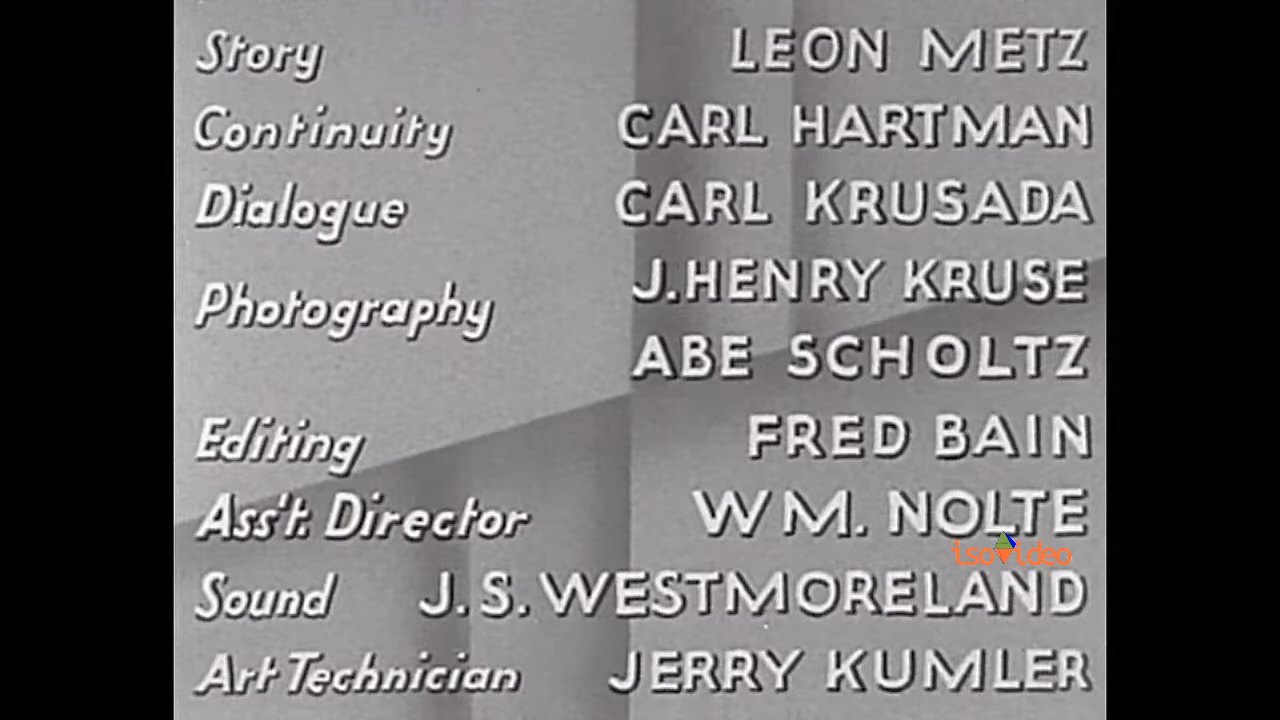 Story LEON METZ
Continuity CARL HARTMAN
Dialogue CARL KRUSADA
Photography J. HENRY KRUSE
ABE SCHOLTZ
Editing FRED BAIN
Ass't. Director WM. NOLTE
isovideo
Sound J. S. WESTMORELAND
Art Technician JERRY KUMLER